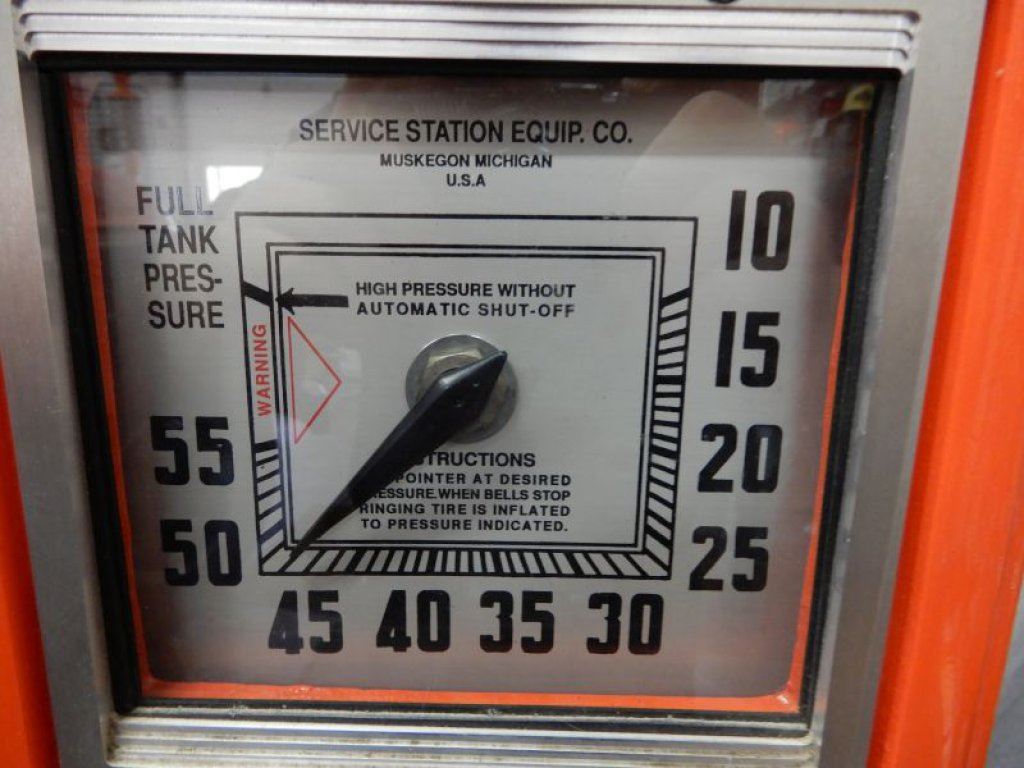 SERVICE STATION EQUIP. CO.
MUSKEGON MICHIGAN
U.S.A
FULL
TANK
PRES-
SURE
HIGH PRESSURE WITHOUT
AUTOMATIC SHUT-OFF
WARNING
10
15
20
25
30
35
40
45
50
55
STRUCTIONS
POINTER AT DESIRED
ESSURE. WHEN BELLS STOP
RINGING TIRE IS INFLATED
TO PRESSURE INDICATED.